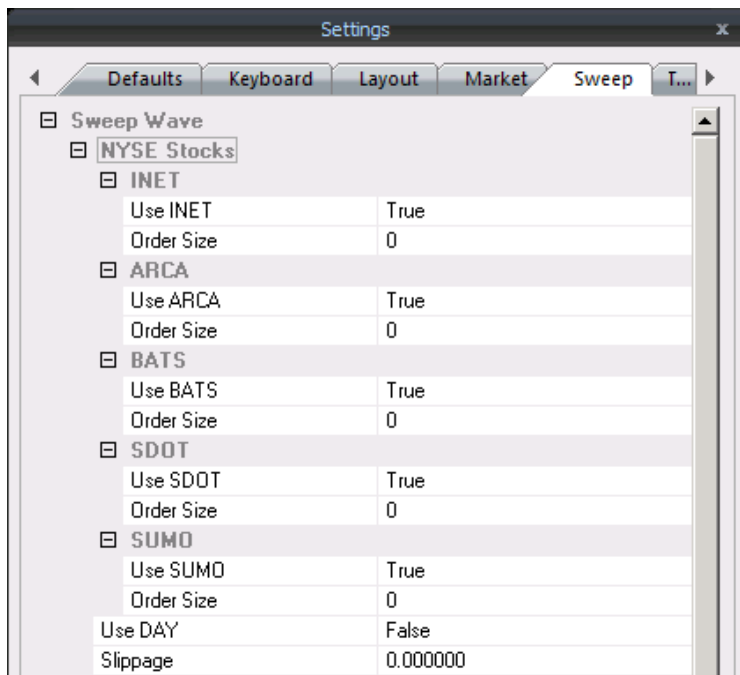 Settings x
Defaults Keyboard Layout Market Sweep T...
Sweep Wave
NYSE Stocks
INET
Use INET True
Order Size 0
ARCA
Use ARCA True
Order Size 0
BATS
Use BATS True
Order Size 0
SDOT
Use SDOT True
Order Size 0
SUMO
Use SUMO True
Order Size 0
Use DAY False
Slippage 0.000000